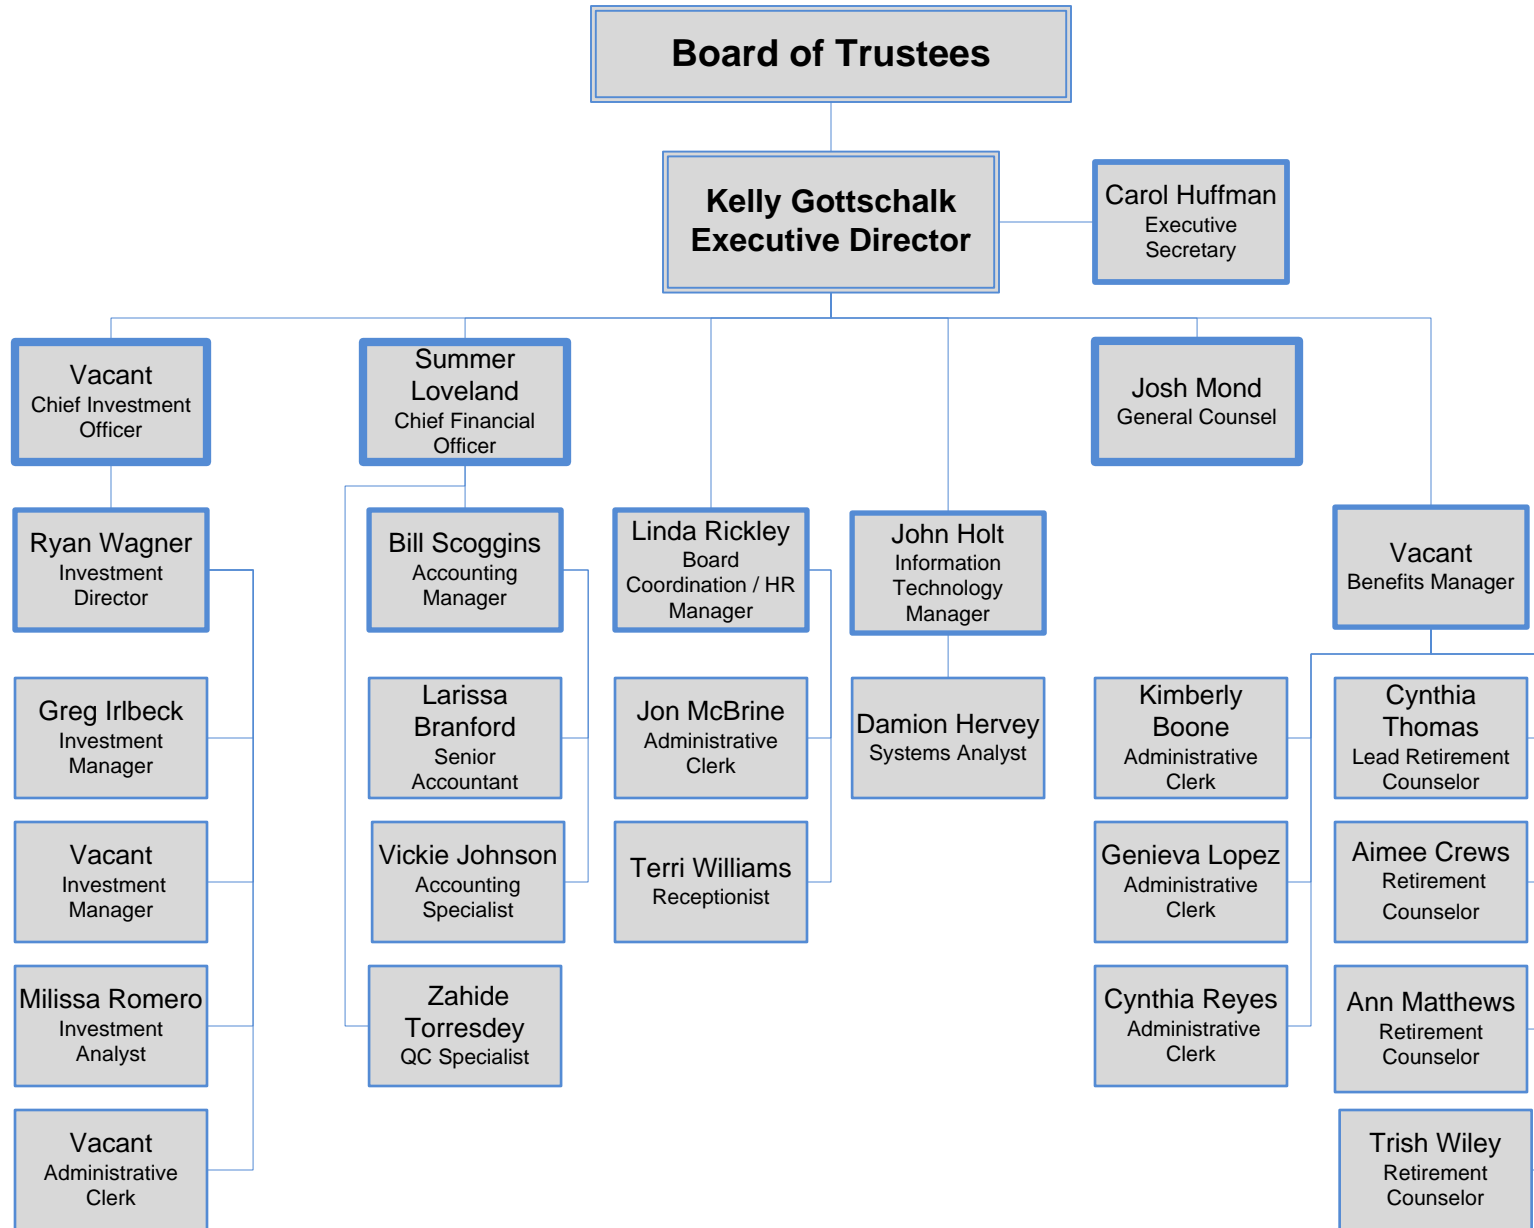 Board of Trustees
Kelly Gottschalk
Executive Director
Carol Huffman
Executive
Secretary
Vacant
Chief Investment
Officer
Summer
Loveland
Chief Financial
Officer
Josh Mond
General Counsel
Ryan Wagner
Investment
Director
Bill Scoggins
Accounting
Manager
Linda Rickley
Board
Coordination / HR
Manager
John Holt
Information
Technology
Manager
Vacant
Benefits Manager
Greg Irlbeck
Investment
Manager
Larissa
Branford
Senior
Accountant
Jon McBrine
Administrative
Clerk
Damion Hervey
Systems Analyst
Kimberly
Boone
Administrative
Clerk
Cynthia
Thomas
Lead Retirement
Counselor
Vacant
Investment
Manager
Vickie Johnson
Accounting
Specialist
Terri Williams
Receptionist
Genieva Lopez
Administrative
Clerk
Aimee Crews
Retirement
Counselor
Milissa Romero
Investment
Analyst
Zahide
Torresdey
QC Specialist
Cynthia Reyes
Administrative
Clerk
Ann Matthews
Retirement
Counselor
Vacant
Administrative
Clerk
Trish Wiley
Retirement
Counselor